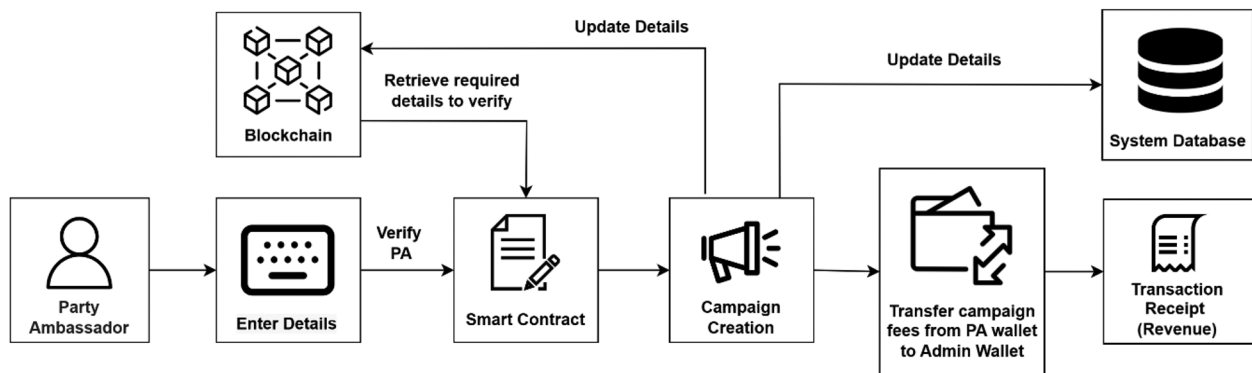 Update Details
Update Details
Retrieve required
details to verify
Blockchain
System Database
Verify
PA
Party
Ambassador
Enter Details
Smart Contract
Campaign
Creation
Transfer campaign
fees from PA wallet
to Admin Wallet
Transaction
Receipt
(Revenue)